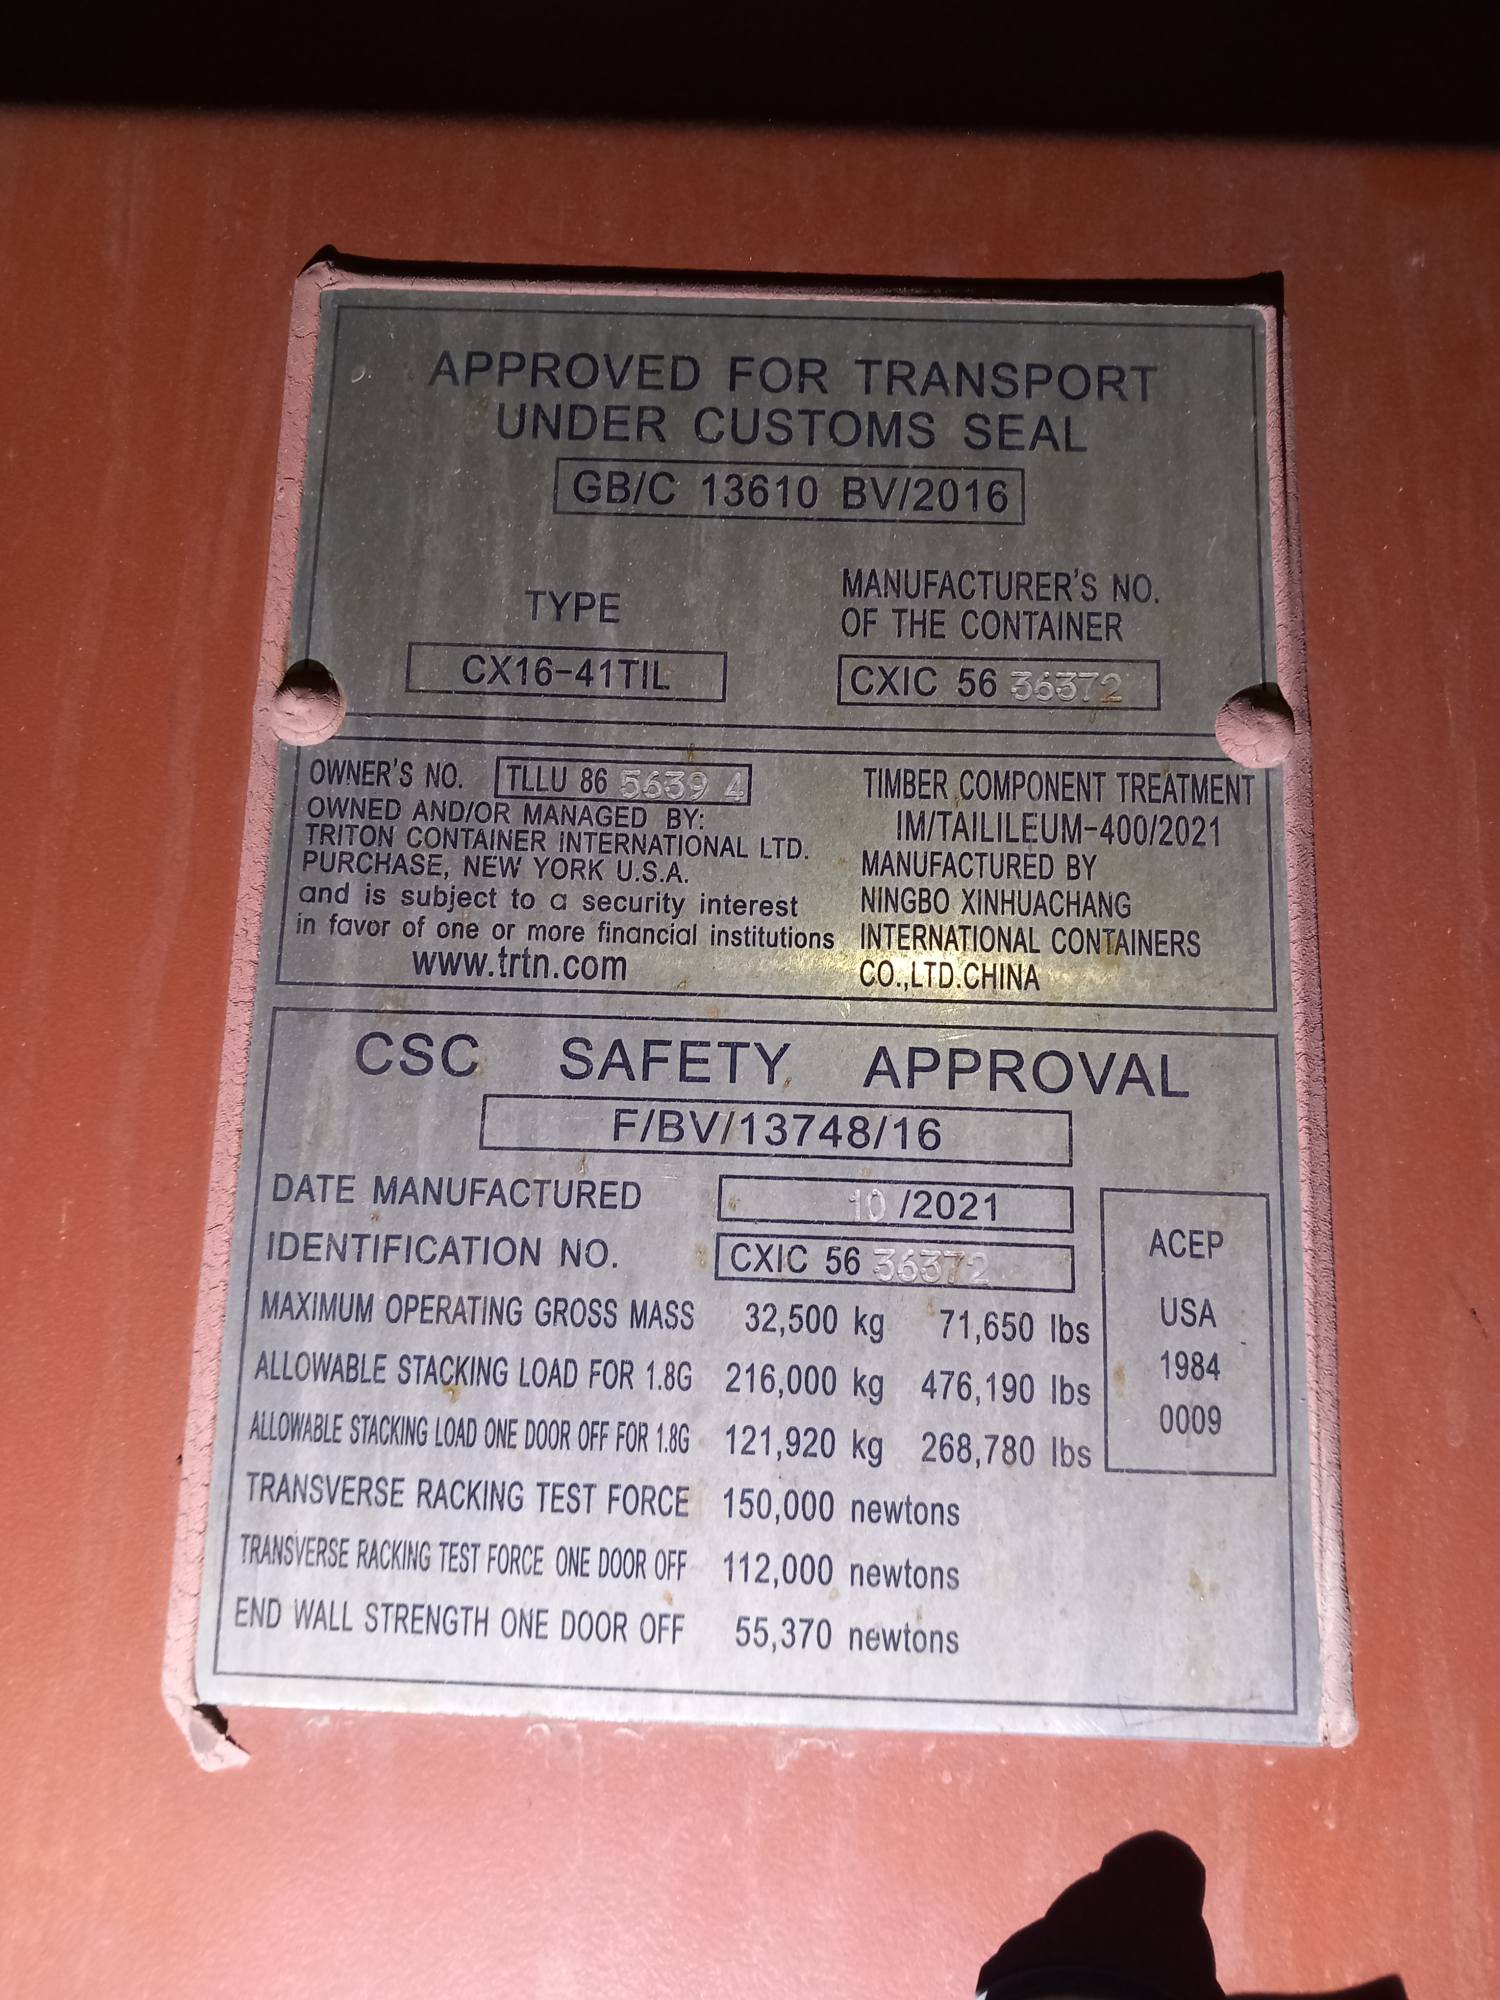 APPROVED FOR TRANSPORT
UNDER CUSTOMS SEAL
GB/C 13610 BV/2016
TYPE
CX16-41TIL
MANUFACTURER'S NO.
OF THE CONTAINER
CXIC 56 36372
OWNER'S NO. TLLU 86 5639 4
OWNED AND/OR MANAGED BY:
TRITON CONTAINER INTERNATIONAL LTD.
PURCHASE, NEW YORK U.S.A.
and is subject to a security interest
in favor of one or more financial institutions
www.trtn.com
TIMBER COMPONENT TREATMENT
IM/TAILILEUM-400/2021
MANUFACTURED BY
NINGBO XINHUACHANG
INTERNATIONAL CONTAINERS
CO.,LTD.CHINA
CSC SAFETY APPROVAL
F/BV/13748/16
DATE MANUFACTURED 10 /2021
IDENTIFICATION NO. CXIC 56 36372
MAXIMUM OPERATING GROSS MASS 32,500 kg 71,650 lbs
ALLOWABLE STACKING LOAD FOR 1.8G 216,000 kg 476,190 lbs
ALLOWABLE STACKING LOAD ONE DOOR OFF FOR 1.8G 121,920 kg 268,780 lbs
TRANSVERSE RACKING TEST FORCE 150,000 newtons
TRANSVERSE RACKING TEST FORCE ONE DOOR OFF 112,000 newtons
END WALL STRENGTH ONE DOOR OFF 55,370 newtons
ACEP
USA
1984
0009